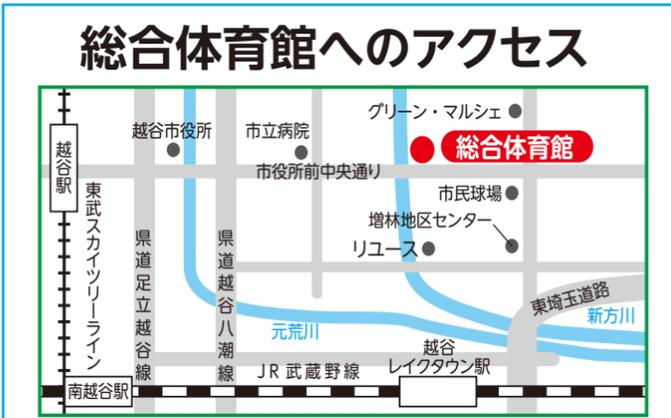 総合体育館へのアクセス
グリーン・マルシェ
越谷市役所
市立病院
総合体育館
越谷駅
市役所前中央通り
東武スカイツリーライン
市民球場
増林地区センター
リユース
県道足立越谷線
県道越谷八潮線
東埼玉道路
新方川
元荒川
越谷
レイクタウン駅
JR武蔵野線
南越谷駅